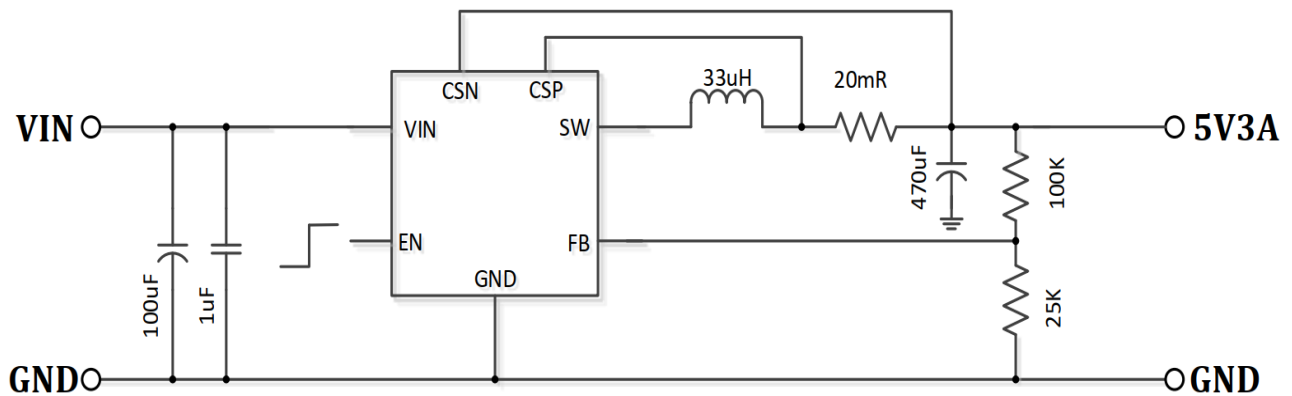 CSN
CSP
33uH
20mR
VIN
VIN
SW
5V3A
470uF
100K
EN
FB
GND
100uF
1uF
25K
GND
GND